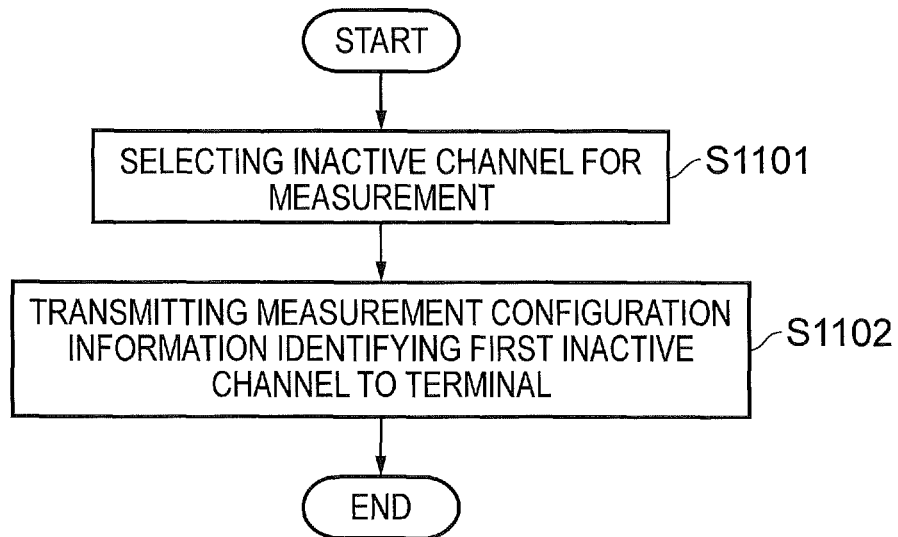 START
SELECTING INACTIVE CHANNEL FOR
MEASUREMENT
S1101
TRANSMITTING MEASUREMENT CONFIGURATION
INFORMATION IDENTIFYING FIRST INACTIVE
CHANNEL TO TERMINAL
S1102
END